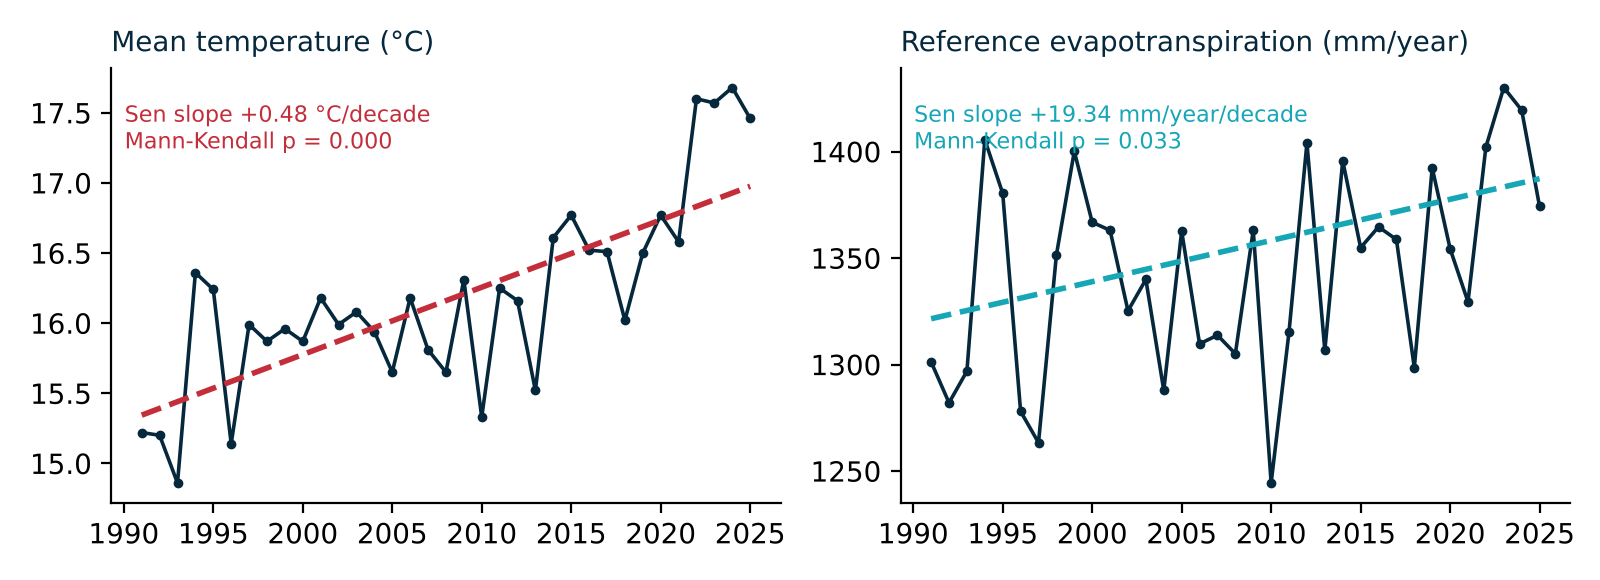 Mean temperature (°C)
Sen slope +0.48 °C/decade
Mann-Kendall p = 0.000
17.5
17.0
16.5
16.0
15.5
15.0
1990 1995 2000 2005 2010 2015 2020 2025
Reference evapotranspiration (mm/year)
Sen slope +19.34 mm/year/decade
Mann-Kendall p = 0.033
1400
1350
1300
1250
1990 1995 2000 2005 2010 2015 2020 2025